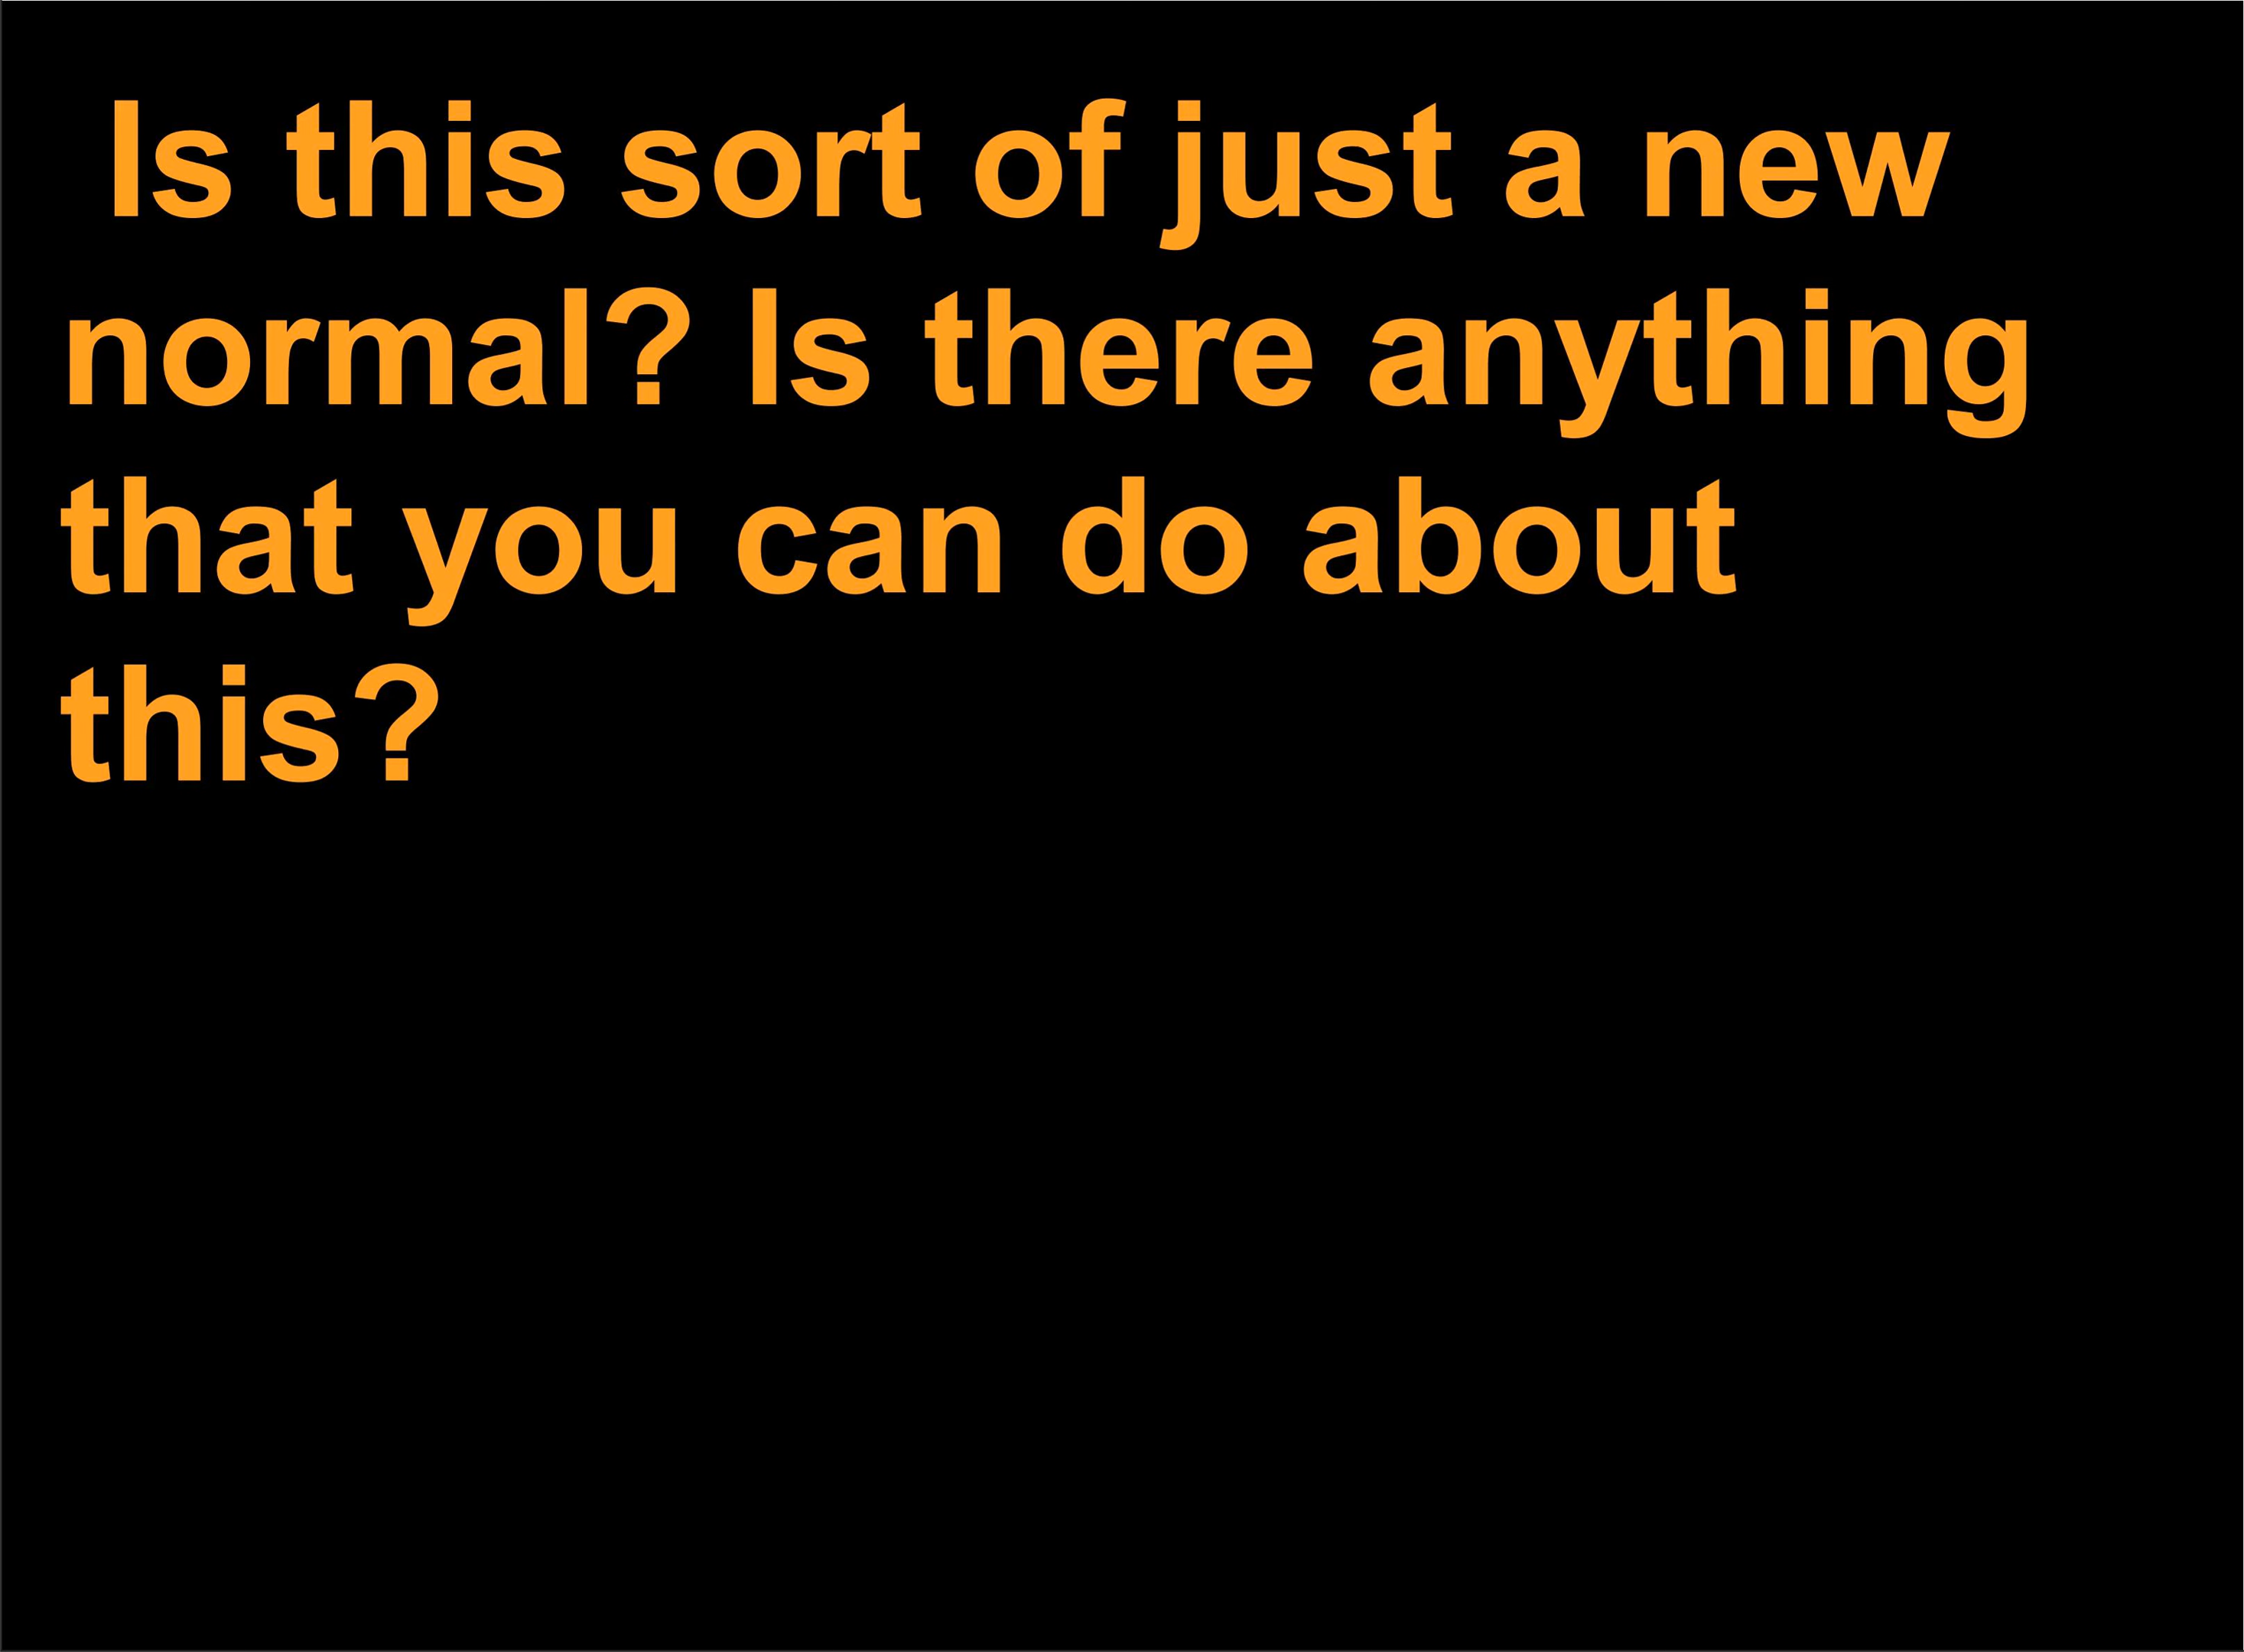 Is this sort of just a new
normal? Is there anything
that you can do about
this?